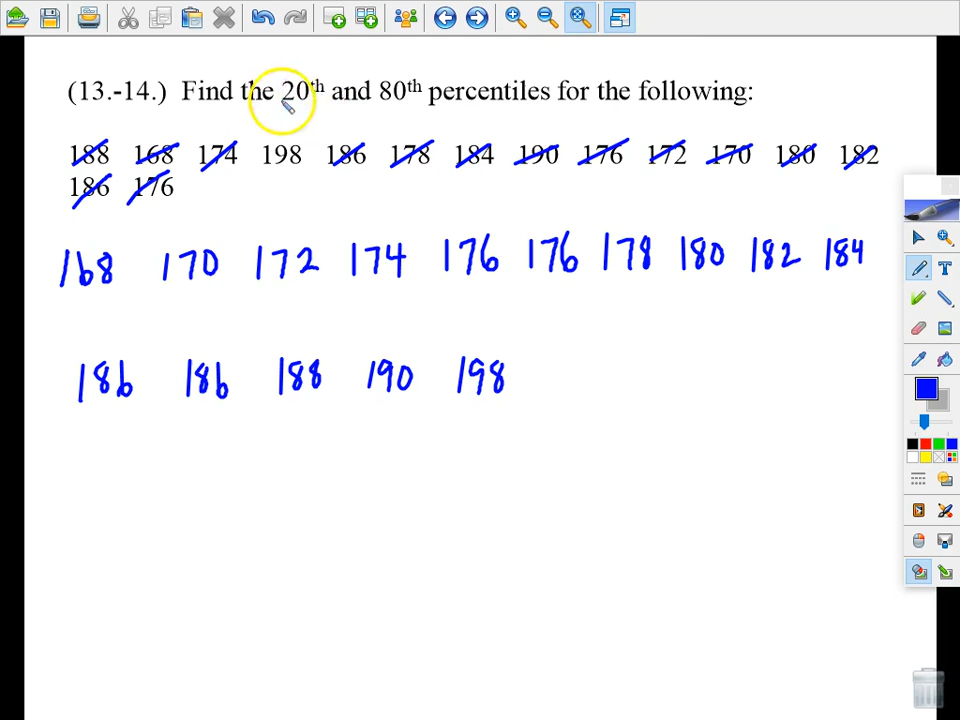 (13.-14.) Find the 20th and 80th percentiles for the following:
188 168 174 198 186 178 184 190 176 172 170 180 182
186 176
168 170 172 174 176 176 178 180 182 184
186 186 188 190 198